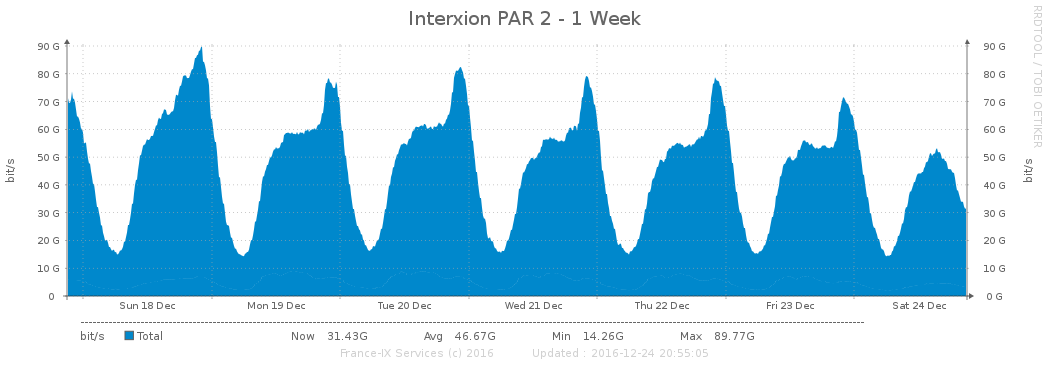 Interxion PAR 2 - 1 Week
RRDTOOL / TOBI OETIKER
90 G 90 G
80 G 80 G
70 G 70 G
60 G 60 G
50 G 50 G
40 G 40 G
30 G 30 G
20 G 20 G
10 G 10 G
0 0 G
bit/s
bit/s
Sun 18 Dec Mon 19 Dec Tue 20 Dec Wed 21 Dec Thu 22 Dec Fri 23 Dec Sat 24 Dec
bit/s Total Now 31.43G Avg 46.67G Min 14.26G Max 89.77G
France-IX Services (c) 2016 Updated : 2016-12-24 20:55:05